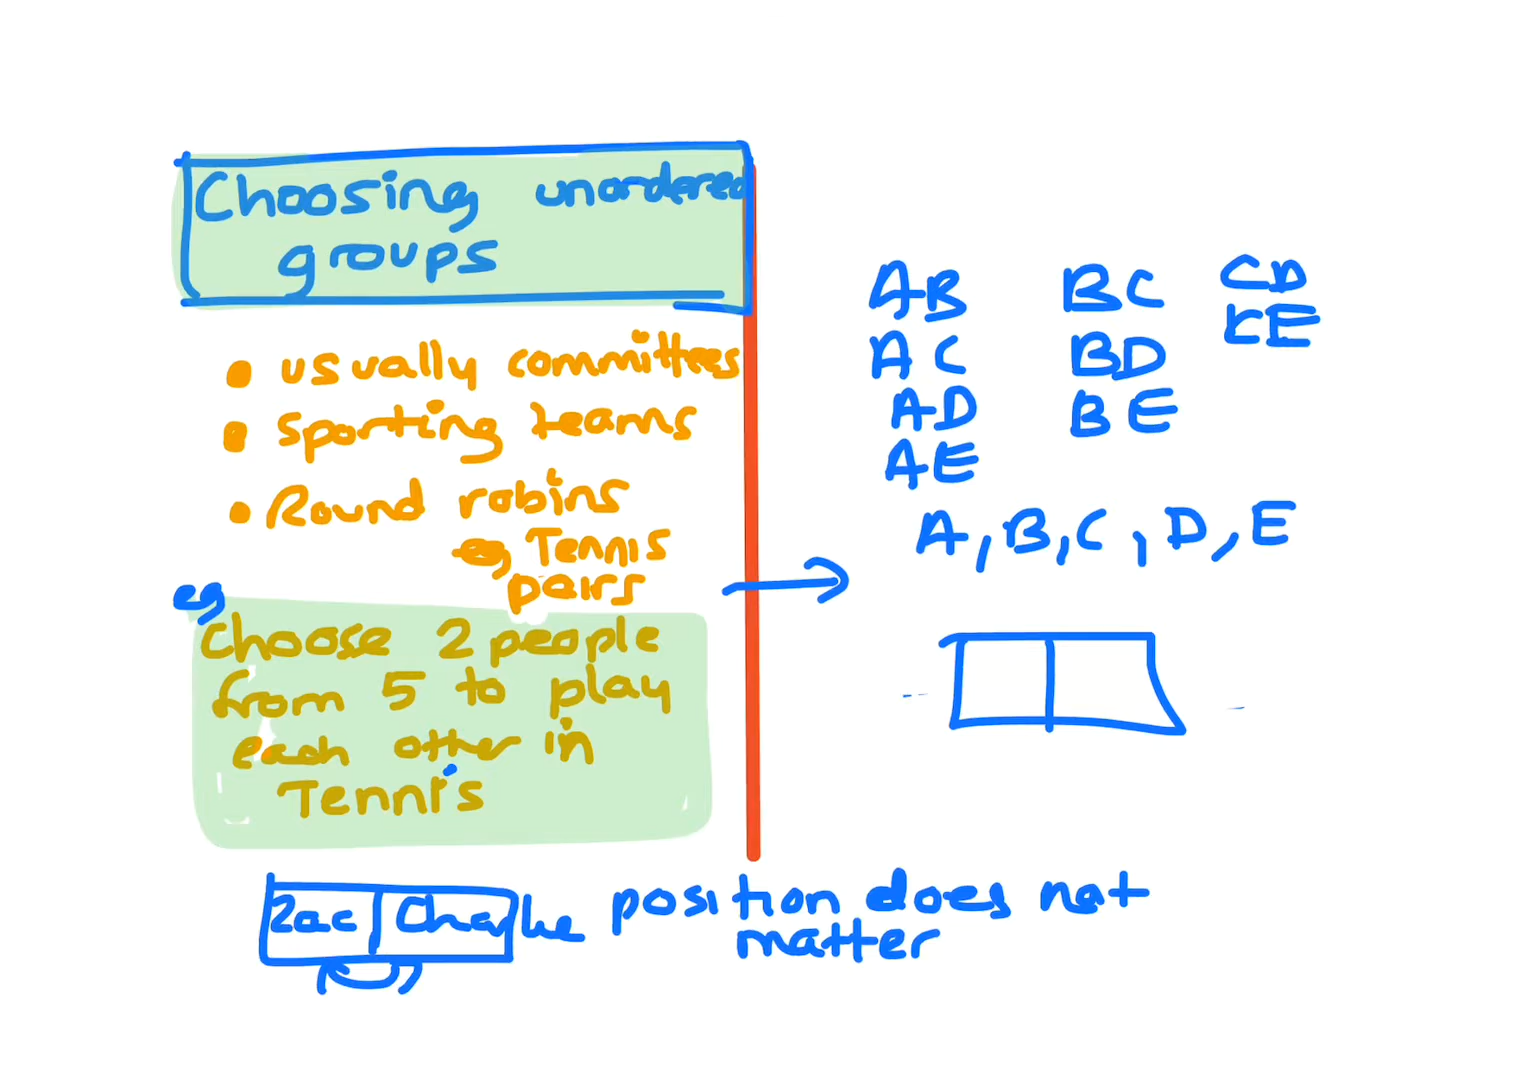 Choosing unordered
groups
• usually committees
• sporting teams
• Round robins
eg Tennis
pairs
eg
Choose 2 people
from 5 to play
each other in
Tennis
Zac Charlie
position does not
matter
AB BC CD
AC BD CE
AD BE
AE
A, B, C, D, E